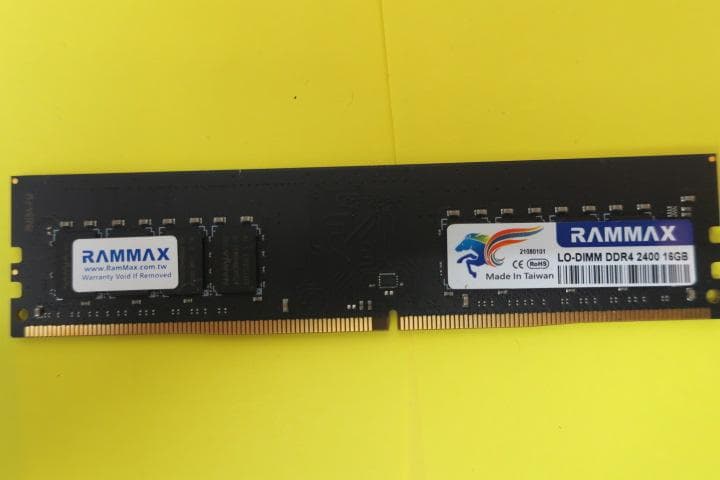 RAMMAX
www.RamMax.com.tw
Warranty Void If Removed
RAMMAX
21080101
LO-DIMM DDR4 2400 16GB
CE RoHS
Made In Taiwan